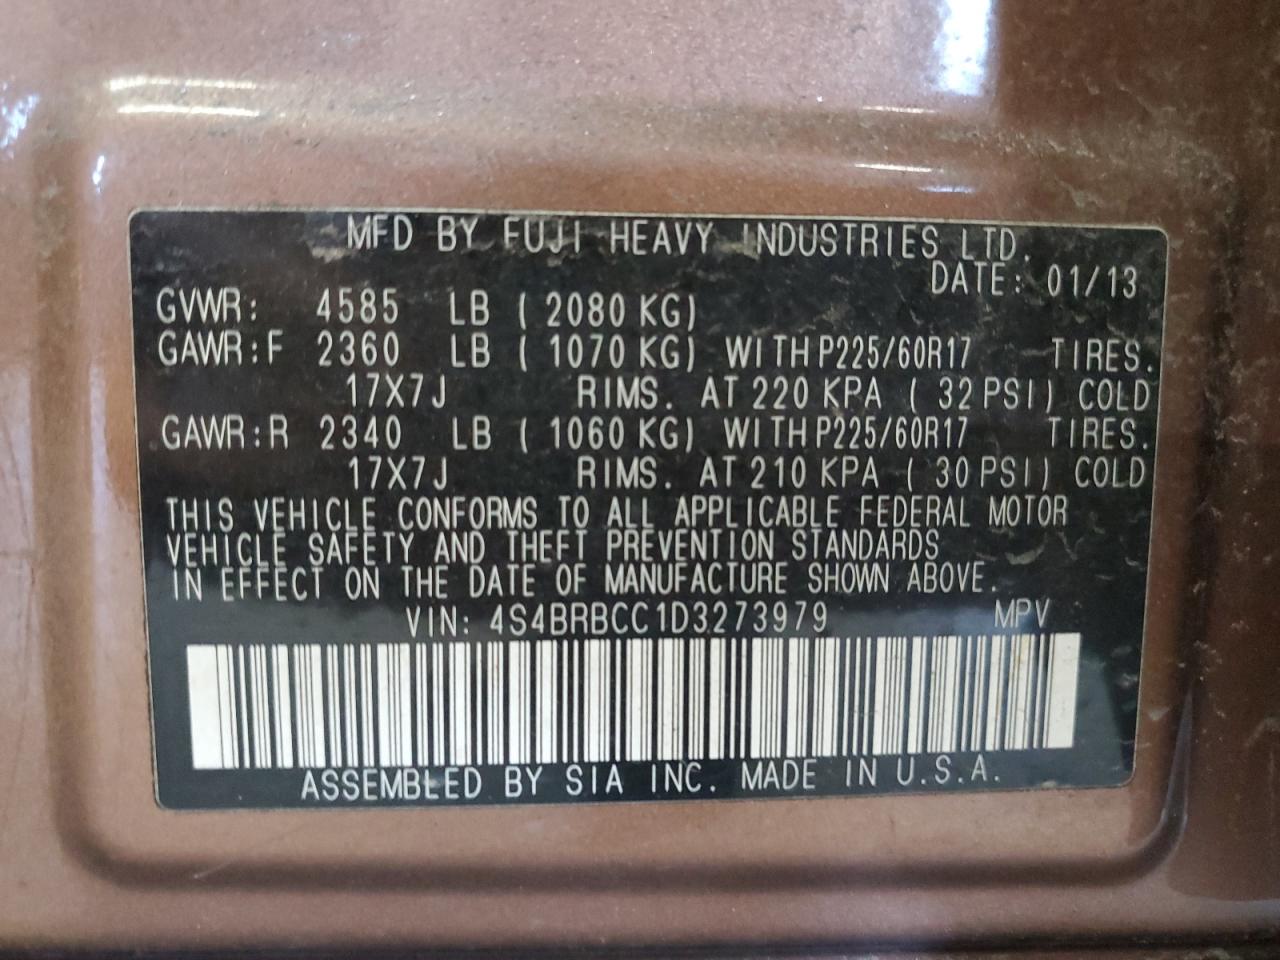 MFD BY FUJI HEAVY INDUSTRIES LTD.
DATE: 01/13
GVWR: 4585 LB ( 2080 KG)
GAWR:F 2360 LB ( 1070 KG) WITH P225/60R17 TIRES.
17X7J RIMS. AT 220 KPA ( 32 PSI) COLD
GAWR:R 2340 LB ( 1060 KG) WITH P225/60R17 TIRES.
17X7J RIMS. AT 210 KPA ( 30 PSI) COLD
THIS VEHICLE CONFORMS TO ALL APPLICABLE FEDERAL MOTOR
VEHICLE SAFETY AND THEFT PREVENTION STANDARDS
IN EFFECT ON THE DATE OF MANUFACTURE SHOWN ABOVE.
VIN: 4S4BRBCC1D3273979 MPV
ASSEMBLED BY SIA INC. MADE IN U.S.A.